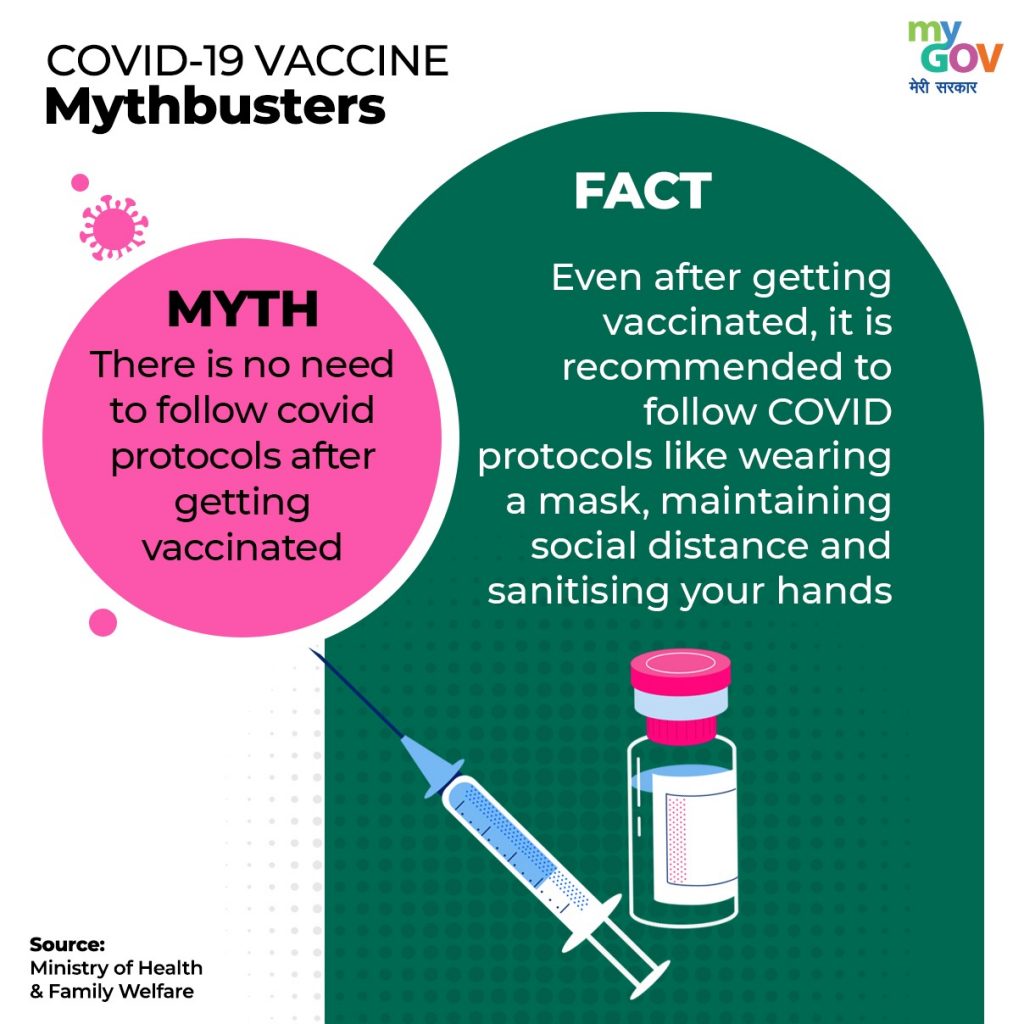 COVID-19 VACCINE
Mythbusters
my
GOV
मेरी सरकार
MYTH
There is no need
to follow covid
protocols after
getting
vaccinated
FACT
Even after getting
vaccinated, it is
recommended to
follow COVID
protocols like wearing
a mask, maintaining
social distance and
sanitising your hands
Source:
Ministry of Health
& Family Welfare